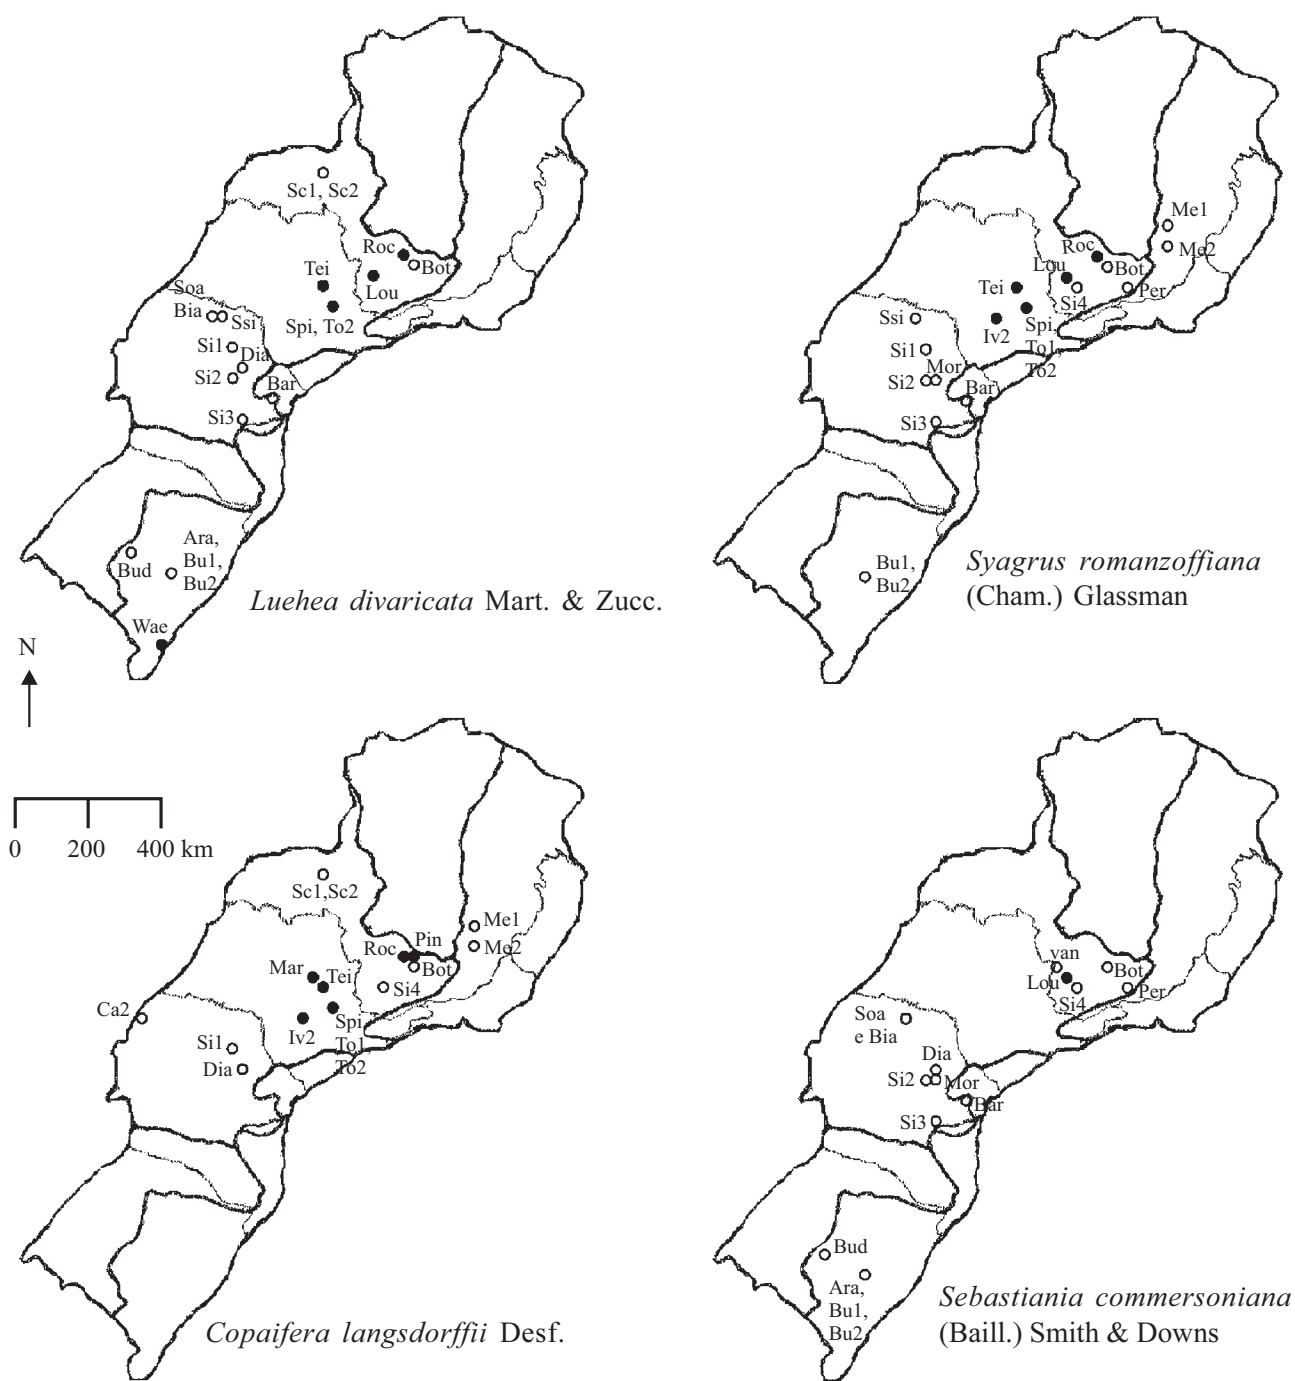 Sc1, Sc2
Roc
Bot
Tei
Lou
Spi, To2
Soa
Bia
Ssi
Si1
Dia
Si2
Bar
Si3
Ara,
Bu1,
Bu2
Bud
Wae
Luehea divaricata Mart. & Zucc.
Me1
Me2
Roc
Bot
Lou
Si4
Per
Tei
Iv2
Spi,
To1
To2
Ssi
Si1
Mor
Si2
Bar
Si3
Bu1,
Bu2
Syagrus romanzoffiana
(Cham.) Glassman
N
0 200 400 km
Sc1,Sc2
Me1
Me2
Roc
Pin
Bot
Mar
Tei
Si4
Ca2
Iv2
Spi
To1
To2
Si1
Dia
Copaifera langsdorffii Desf.
van
Bot
Lou
Si4
Per
Soa
e Bia
Dia
Si2
Mor
Bar
Si3
Bud
Ara,
Bu1,
Bu2
Sebastiania commersoniana
(Baill.) Smith & Downs